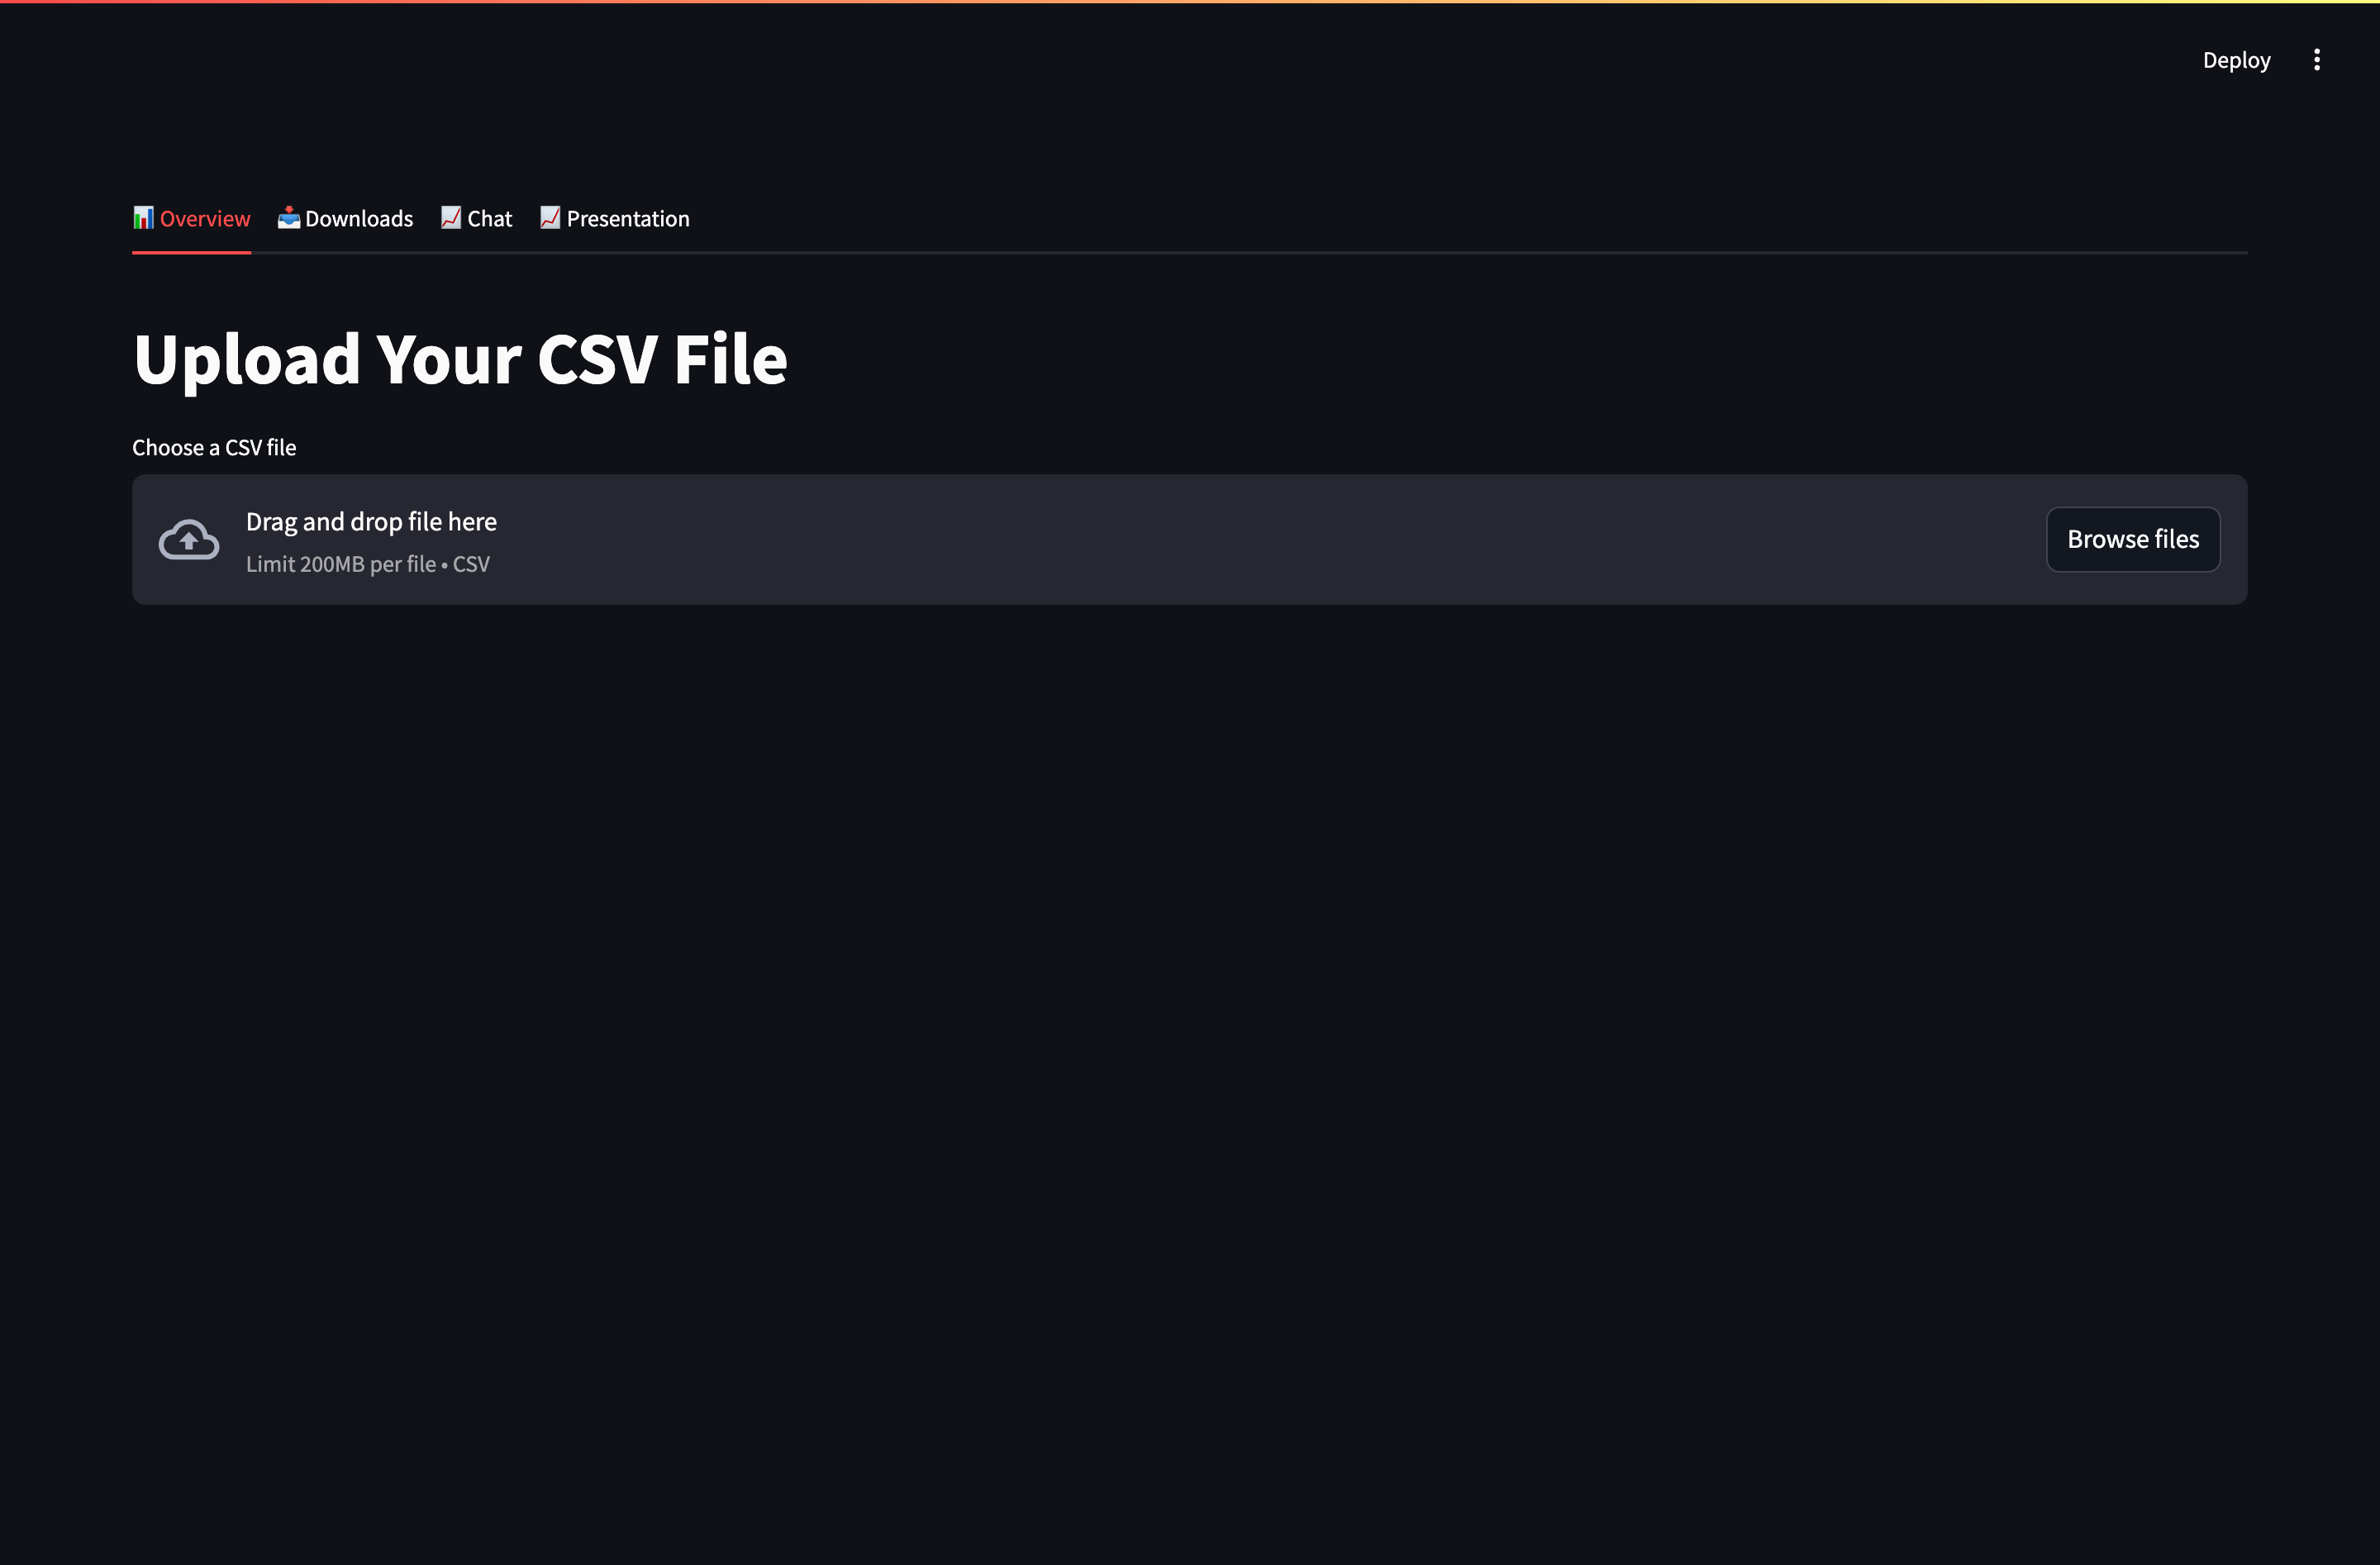 Deploy
Overview Downloads Chat Presentation
Upload Your CSV File
Choose a CSV file
Drag and drop file here
Limit 200MB per file • CSV
Browse files